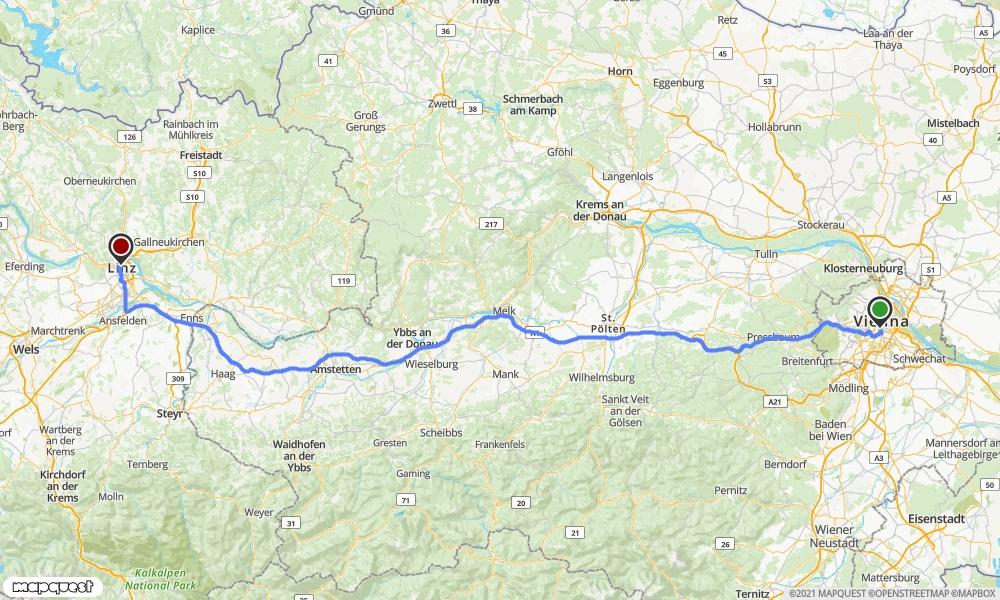 Gmünd
Thaya
Kaplice
36
Retz
Laa an der
Thaya
A5
41
Horn
45
S3
Poysdorf
Eggenburg
Zwettl
38
Schmerbach
am Kamp
Groß
Gerungs
Rainbach im
Mühlkreis
126
Hollabrunn
Mistelbach
40
Freistadt
S10
Gföhl
Langenlois
Oberneukirchen
S10
A5
Krems an
der Donau
217
Stockerau
Gallneukirchen
Eferding
Linz
Tulln
Klosterneuburg
S1
119
Melk
Ansfelden
Enns
Marchtrenk
Wels
Ybbs an
der Donau
St.
Pölten
Vienna
Pressbaum
Breitenfurt
Schwechat
Haag
Amstetten
Wieselburg
Mank
Wilhelmsburg
309
Mödling
A21
Steyr
Sankt Veit
an der
Gölsen
Baden
bei Wien
Wartberg
an der
Krems
Waidhofen
an der
Ybbs
Gresten
Scheibbs
Frankenfels
Mannersdorf am
Leithagebirge
A3
Ternberg
Kirchdorf
an der
Krems
Molln
Gaming
Berndorf
50
71
20
Pernitz
Weyer
31
21
26
Wiener
Neustadt
Eisenstadt
Kalkalpen
National Park
Mattersburg
Ternitz
mapquest
©2021 MAPQUEST ©OPENSTREETMAP ©MAPBOX